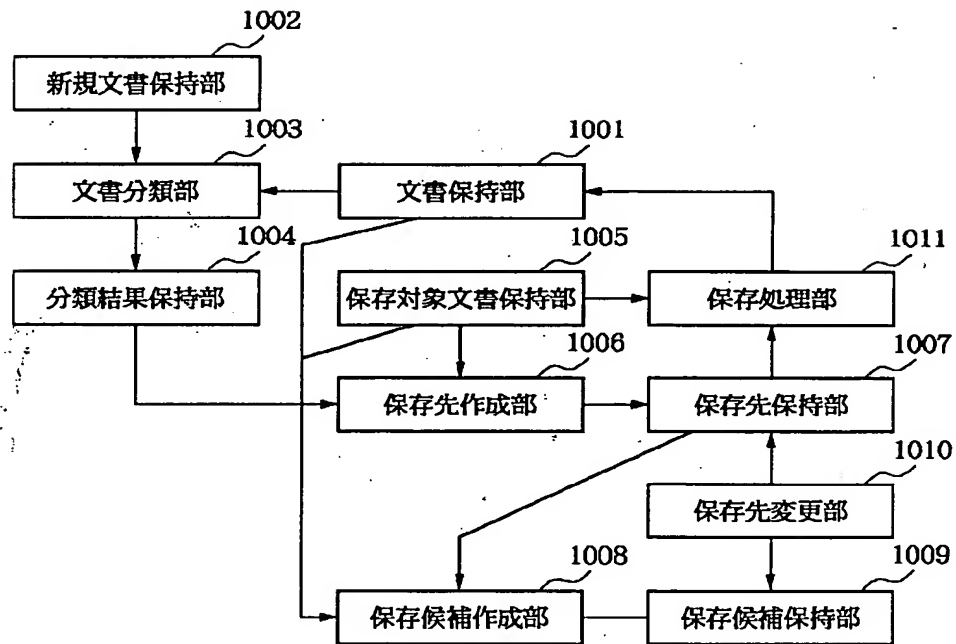 1002
新規文書保持部
1003
文書分類部
1001
文書保持部
1004
分類結果保持部
1005
保存対象文書保持部
1011
保存処理部
1006
保存先作成部
1007
保存先保持部
1010
保存先変更部
1008
保存候補作成部
1009
保存候補保持部